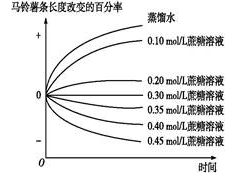 马铃薯条长度改变的百分率
蒸馏水
+
0.10 mol/L蔗糖溶液
0.20 mol/L蔗糖溶液
0
0.30 mol/L蔗糖溶液
0.35 mol/L蔗糖溶液
0.40 mol/L蔗糖溶液
−
0.45 mol/L蔗糖溶液
0
时间